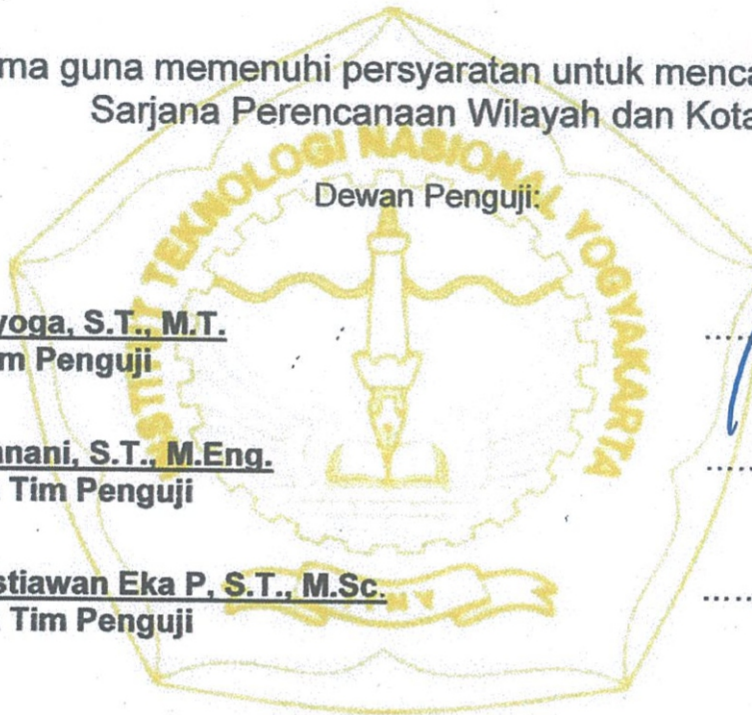 ma guna memenuhi persyaratan untuk menca
Sarjana Perencanaan Wilayah dan Kota
STITUT TEKNOLOGI NASIONAL YOGYAKARTA
Dewan Penguji:
yoga, S.T., M.T.
m Penguji
nani, S.T., M.Eng.
Tim Penguji
stiawan Eka P, S.T., M.Sc.
Tim Penguji